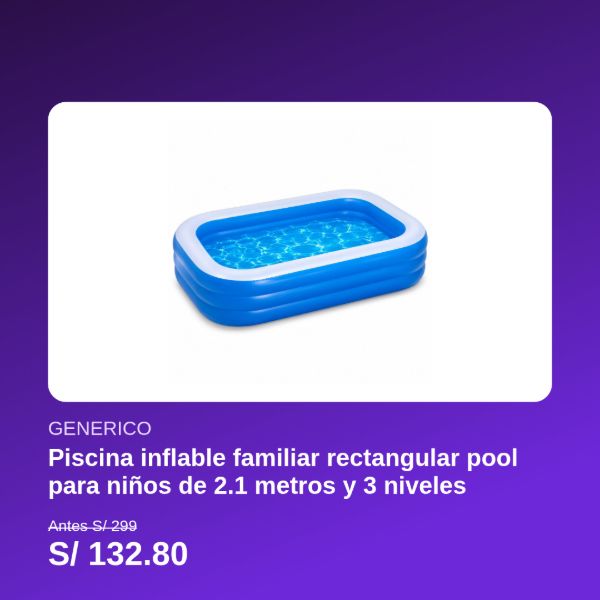 GENERICO
Piscina inflable familiar rectangular pool
para niños de 2.1 metros y 3 niveles
Antes S/ 299
S/ 132.80